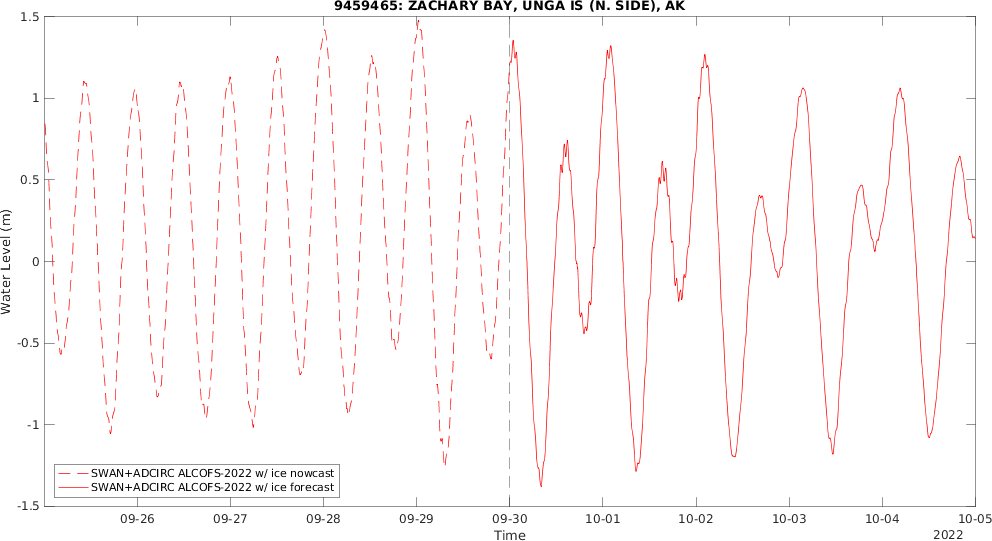 9459465: ZACHARY BAY, UNGA IS (N. SIDE), AK
Water Level (m)
1.5
1
0.5
0
-0.5
-1
-1.5
SWAN+ADCIRC ALCOFS-2022 w/ ice nowcast
SWAN+ADCIRC ALCOFS-2022 w/ ice forecast
09-26 09-27 09-28 09-29 09-30 10-01 10-02 10-03 10-04 10-05
Time
2022